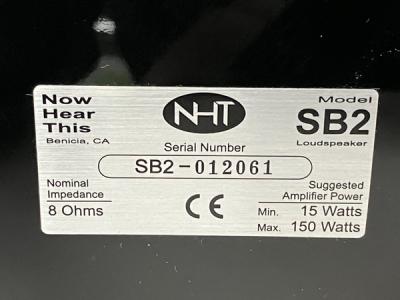 Now
Hear
This
Benicia, CA
NHT
Model
SB2
Loudspeaker
Serial Number
SB2-012061
Nominal
Impedance
8 Ohms
CE
Suggested
Amplifier Power
Min. 15 Watts
Max. 150 Watts